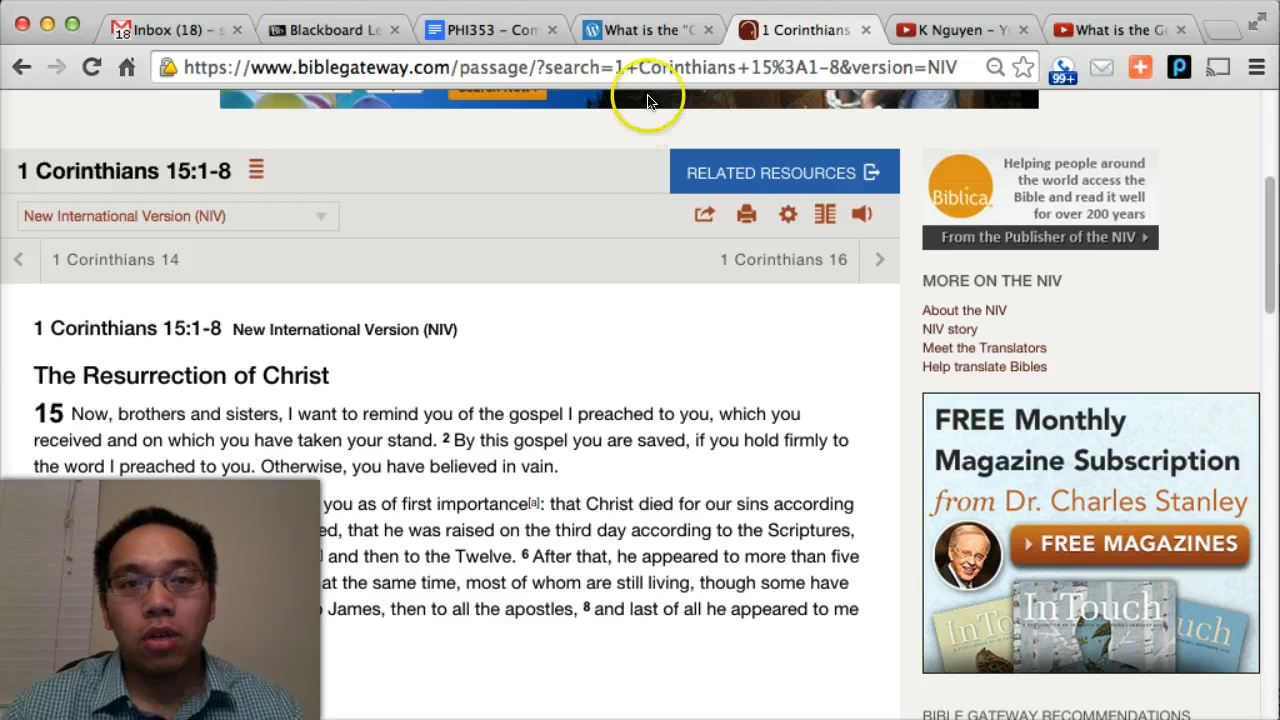 Inbox (18) - s
18
Blackboard Le
PHI353 - Con
What is the "C
1 Corinthians
K Nguyen - Yo
What is the Go
https://www.biblegateway.com/passage/?search=1+Corinthians+15%3A1-8&version=NIV
99+
1 Corinthians 15:1-8
RELATED RESOURCES
New International Version (NIV)
1 Corinthians 14
1 Corinthians 16
1 Corinthians 15:1-8 New International Version (NIV)
The Resurrection of Christ
15 Now, brothers and sisters, I want to remind you of the gospel I preached to you, which you
received and on which you have taken your stand. 2 By this gospel you are saved, if you hold firmly to
the word I preached to you. Otherwise, you have believed in vain.
you as of first importance[a]: that Christ died for our sins according
ed, that he was raised on the third day according to the Scriptures,
and then to the Twelve. 6 After that, he appeared to more than five
at the same time, most of whom are still living, though some have
James, then to all the apostles, 8 and last of all he appeared to me
Biblica
Helping people around
the world access the
Bible and read it well
for over 200 years
From the Publisher of the NIV
MORE ON THE NIV
About the NIV
NIV story
Meet the Translators
Help translate Bibles
FREE Monthly
Magazine Subscription
from Dr. Charles Stanley
FREE MAGAZINES
InTouch
BIBLE GATEWAY RECOMMENDATIONS